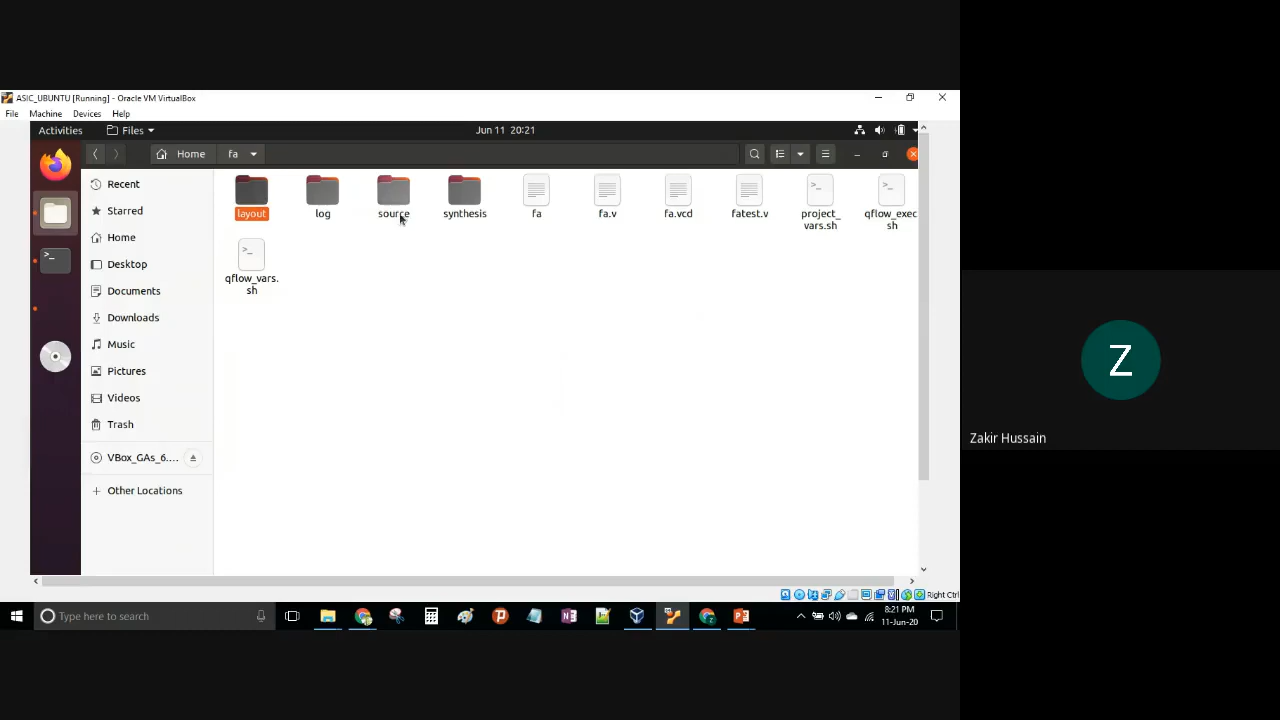 ASIC_UBUNTU [Running] - Oracle VM VirtualBox
File Machine Devices Help
Activities Files Jun 11 20:21
Home fa
Recent
Starred
Home
Desktop
Documents
Downloads
Music
Pictures
Videos
Trash
VBox_GAs_6....
Other Locations
layout log source synthesis fa fa.v fa.vcd fatest.v project_ qflow_exec
vars.sh sh
qflow_vars.
sh
Right Ctrl
Type here to search
8:21 PM
11-Jun-20
Z
Zakir Hussain